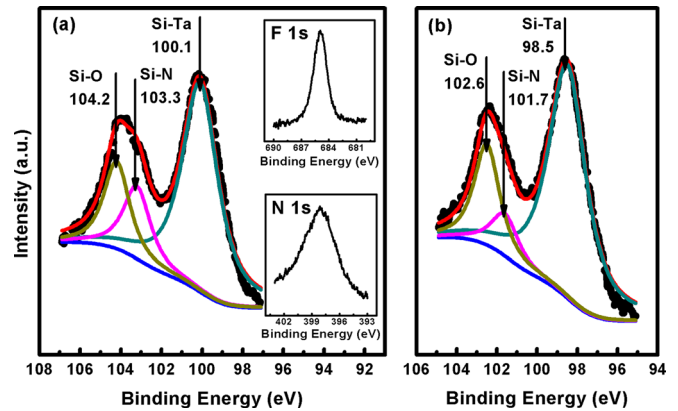 (a)
Si-Ta
100.1
Si-O
104.2
Si-N
103.3
F 1s
690 687 684 681
Binding Energy (eV)
N 1s
402 399 396 393
Binding Energy (eV)
Intensity (a.u.)
108 106 104 102 100 98 96 94 92
Binding Energy (eV)
(b)
Si-Ta
98.5
Si-O
102.6
Si-N
101.7
106 104 102 100 98 96 94
Binding Energy (eV)